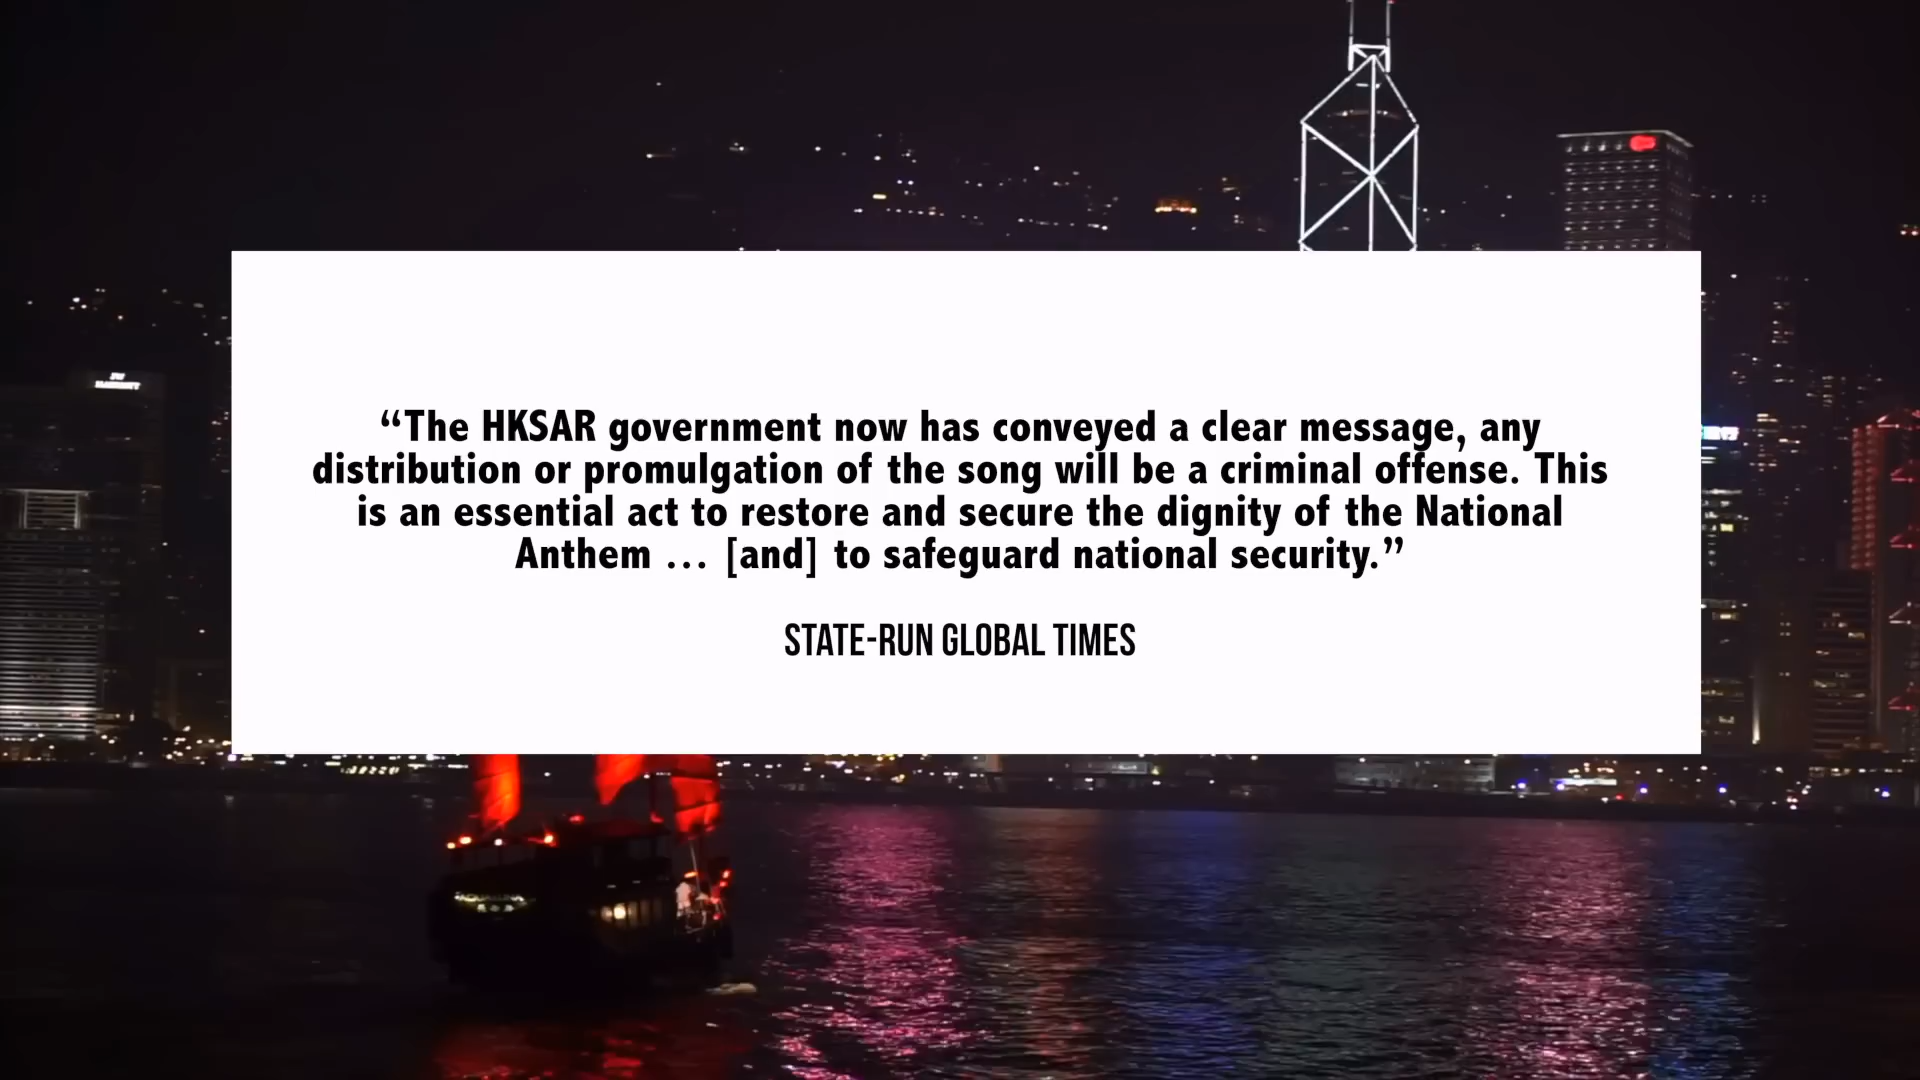 JW
MARRIOTT
“The HKSAR government now has conveyed a clear message, any
distribution or promulgation of the song will be a criminal offense. This
is an essential act to restore and secure the dignity of the National
Anthem … [and] to safeguard national security.”
STATE-RUN GLOBAL TIMES